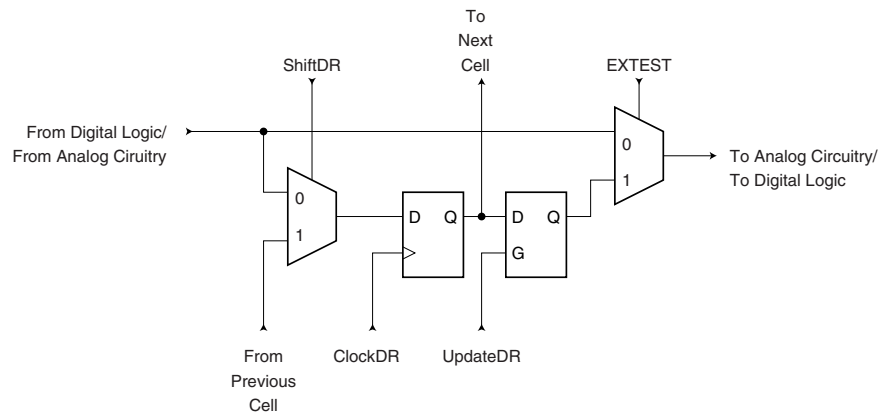 To
Next
Cell
ShiftDR
EXTEST
From Digital Logic/
From Analog Ciruitry
0
1
To Analog Circuitry/
To Digital Logic
0
1
D Q
D Q
G
From
Previous
Cell
ClockDR
UpdateDR